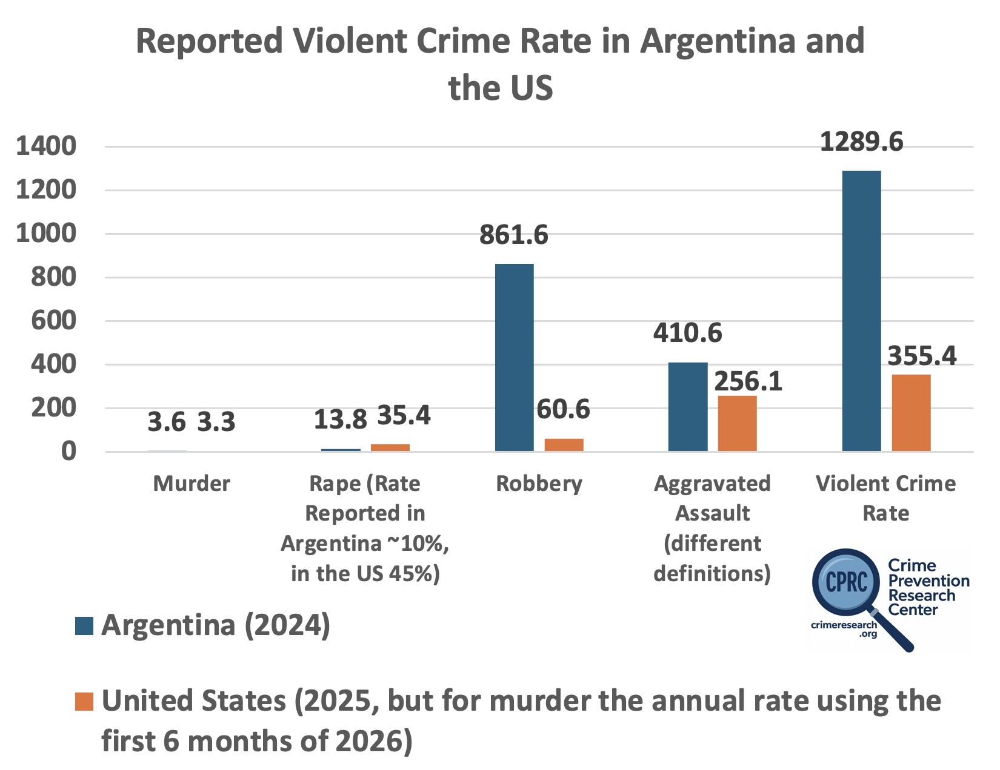 Reported Violent Crime Rate in Argentina and
the US
1400
1200
1000
800
600
400
200
0
3.6 3.3
13.8 35.4
861.6
60.6
410.6
256.1
1289.6
355.4
Murder
Rape (Rate
Reported in
Argentina ~10%,
in the US 45%)
Robbery
Aggravated
Assault
(different
definitions)
Violent Crime
Rate
CPRC
Crime
Prevention
Research
Center
crimeresearch
.org
Argentina (2024)
United States (2025, but for murder the annual rate using the
first 6 months of 2026)